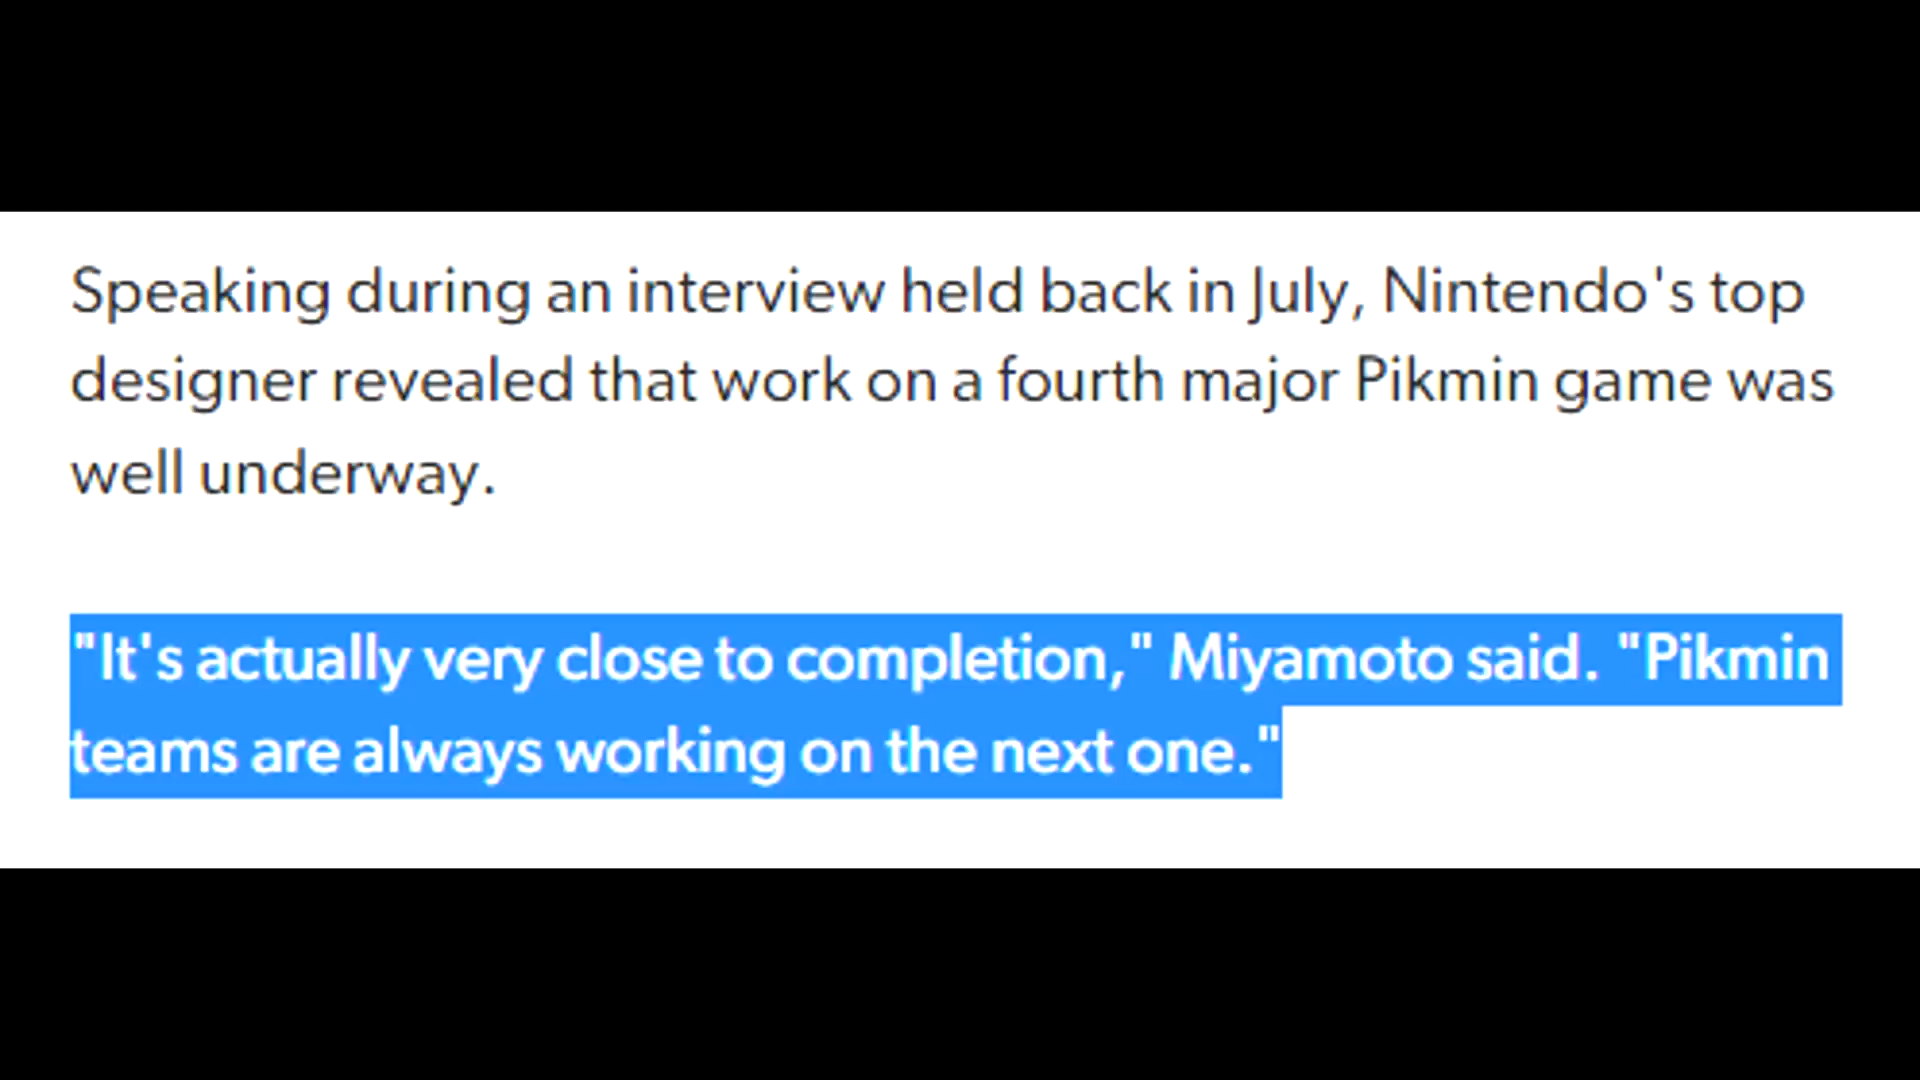 Speaking during an interview held back in July, Nintendo's top
designer revealed that work on a fourth major Pikmin game was
well underway.
"It's actually very close to completion," Miyamoto said. "Pikmin
teams are always working on the next one."